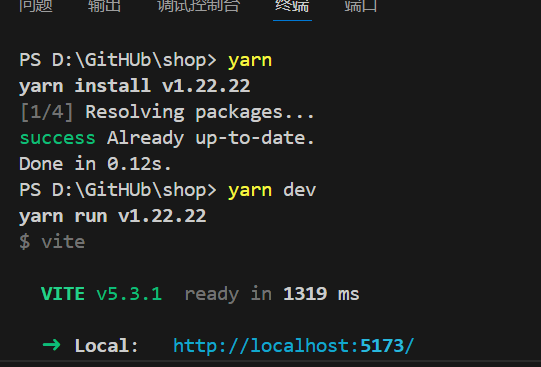 问题 输出 调试控制台 终端 端口
PS D:\GitHUb\shop> yarn
yarn install v1.22.22
[1/4] Resolving packages...
success Already up-to-date.
Done in 0.12s.
PS D:\GitHUb\shop> yarn dev
yarn run v1.22.22
$ vite
VITE v5.3.1 ready in 1319 ms
➜ Local: http://localhost:5173/